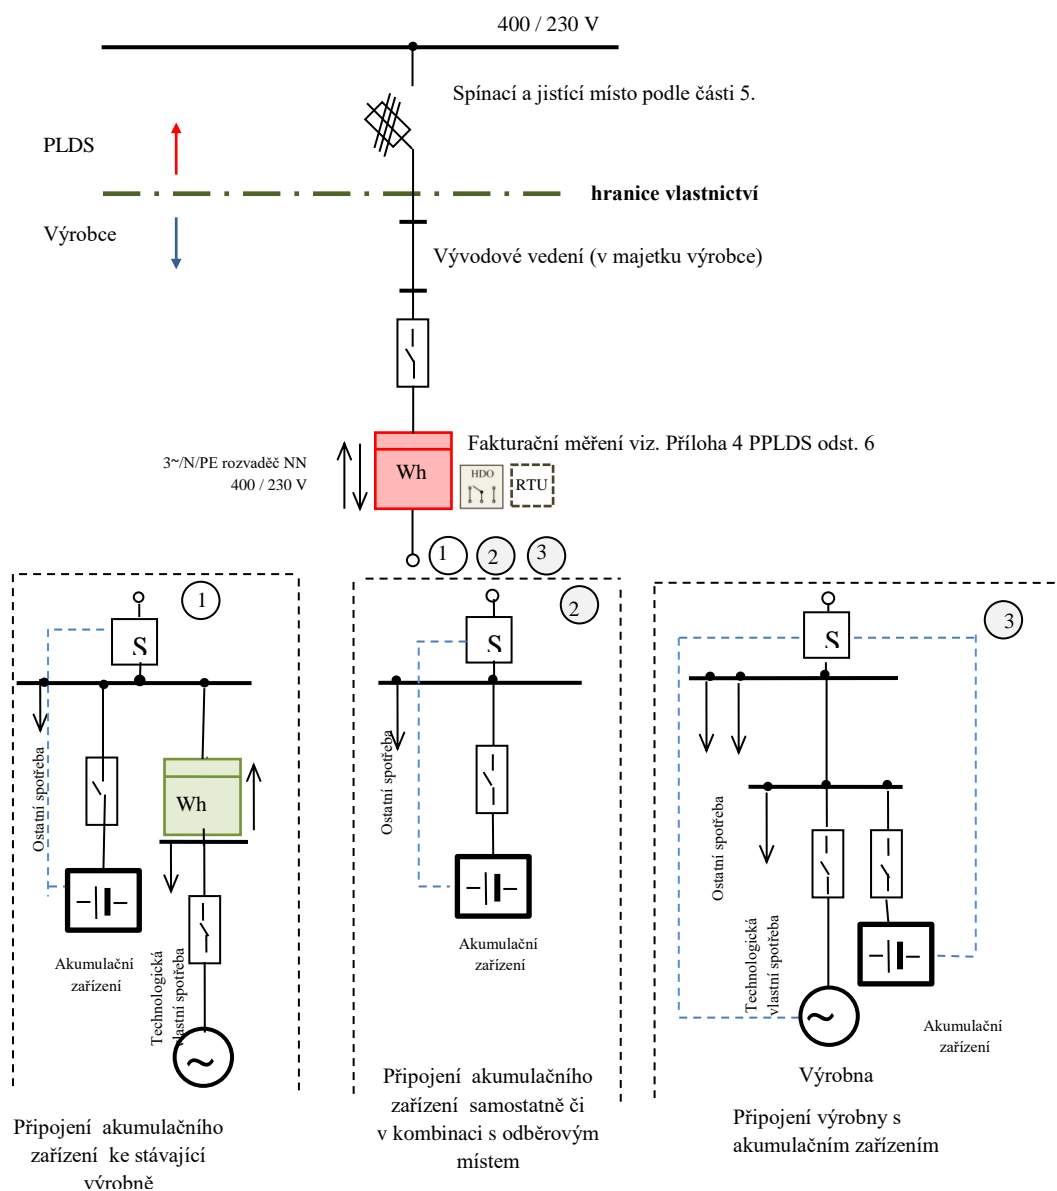 400 / 230 V
Spínací a jistící místo podle části 5.
PLDS
hranice vlastnictví
Výrobce
Vývodové vedení (v majetku výrobce)
Fakturační měření viz. Příloha 4 PPLDS odst. 6
3~/N/PE rozvaděč NN
400 / 230 V
Wh
HDO
RTU
1
2
3
1
S
Ostatní spotřeba
Wh
Akumulační
zařízení
Technologická
vlastní spotřeba
Připojení akumulačního
zařízení ke stávající
výrobně
2
S
Ostatní spotřeba
Akumulační
zařízení
Připojení akumulačního
zařízení samostatně či
v kombinaci s odběrovým
místem
3
S
Ostatní spotřeba
Technologická
vlastní spotřeba
Akumulační
zařízení
Výrobna
Připojení výrobny s
akumulačním zařízením